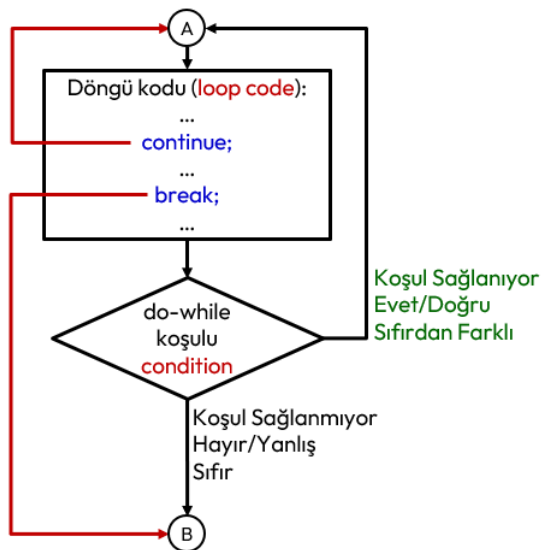 A
Döngü kodu (loop code):
...
continue;
...
break;
...
do-while
koşulu
condition
Koşul Sağlanıyor
Evet/Doğru
Sıfırdan Farklı
Koşul Sağlanmıyor
Hayır/Yanlış
Sıfır
B